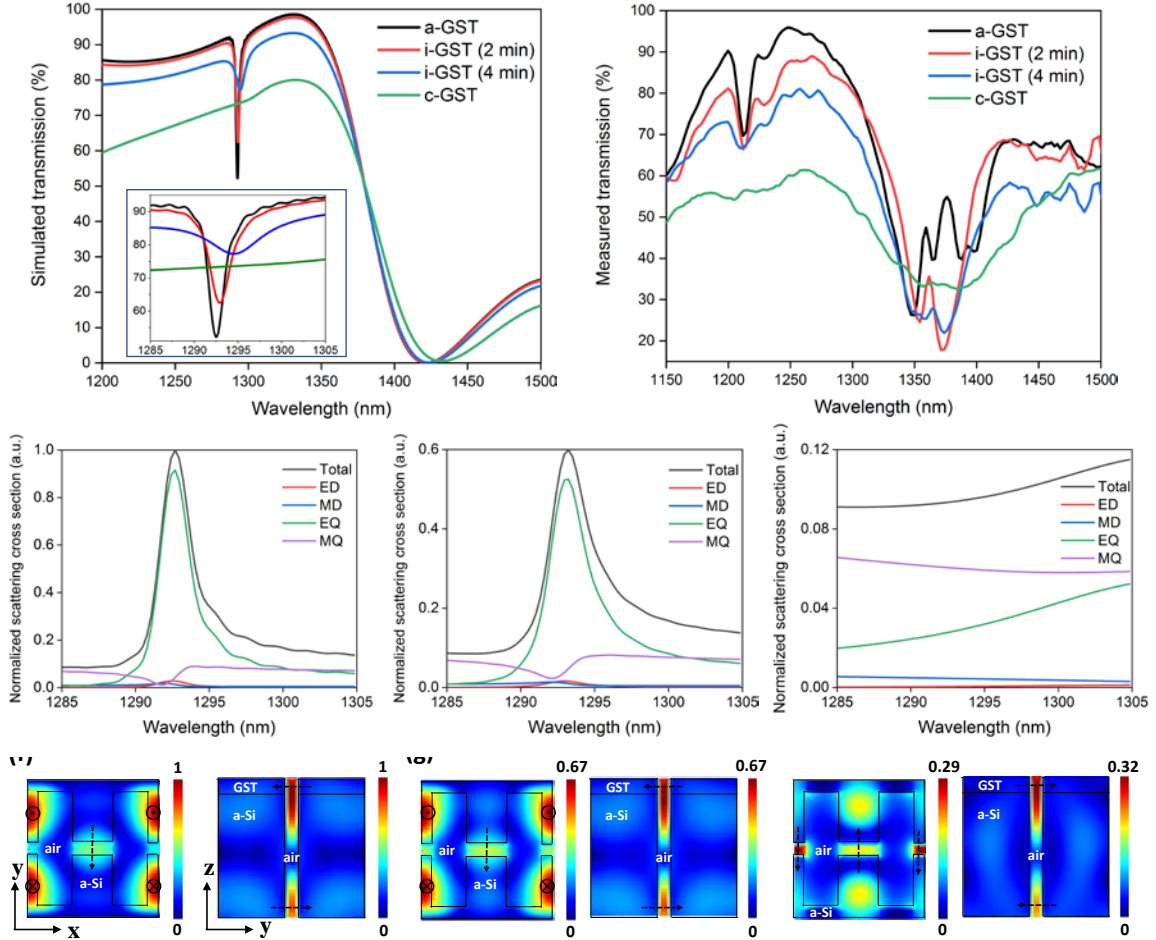 100
90
80
70
60
50
40
30
20
10
0
Simulated transmission (%)
a-GST
i-GST (2 min)
i-GST (4 min)
c-GST
90
80
70
60
1285 1290 1295 1300 1305
1200 1250 1300 1350 1400 1450 1500
Wavelength (nm)
100
90
80
70
60
50
40
30
20
Measured transmission (%)
a-GST
i-GST (2 min)
i-GST (4 min)
c-GST
1150 1200 1250 1300 1350 1400 1450 1500
Wavelength (nm)
Normalized scattering cross section (a.u.)
1.0
0.8
0.6
0.4
0.2
0.0
Total
ED
MD
EQ
MQ
1285 1290 1295 1300 1305
Wavelength (nm)
Normalized scattering cross section (a.u.)
0.6
0.4
0.2
0.0
Total
ED
MD
EQ
MQ
1285 1290 1295 1300 1305
Wavelength (nm)
Normalized scattering cross section (a.u.)
0.12
0.08
0.04
0.00
Total
ED
MD
EQ
MQ
1285 1290 1295 1300 1305
Wavelength (nm)
1
air
a-Si
y
x
0
1
GST
a-Si
air
z
y
0
0.67
air
a-Si
0
0.67
GST
a-Si
air
0
0.29
air
a-Si
0
0.32
GST
a-Si
air
0